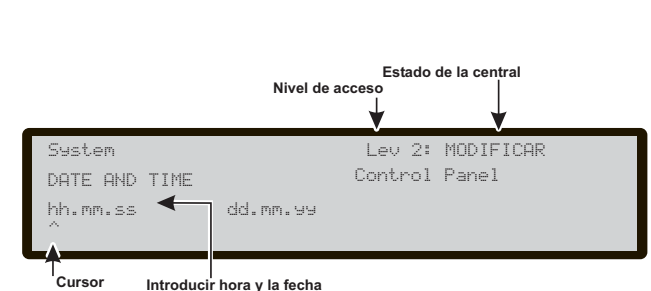 Estado de la central
Nivel de acceso
System Lev 2: MODIFICAR
DATE AND TIME Control Panel
hh.mm.ss dd.mm.yy
^
Cursor Introducir hora y la fecha